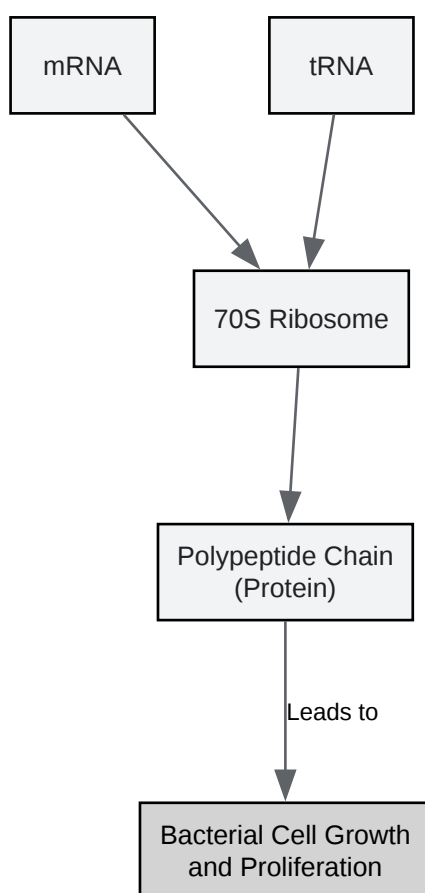 mRNA
tRNA
70S Ribosome
Polypeptide Chain
(Protein)
Leads to
Bacterial Cell Growth
and Proliferation